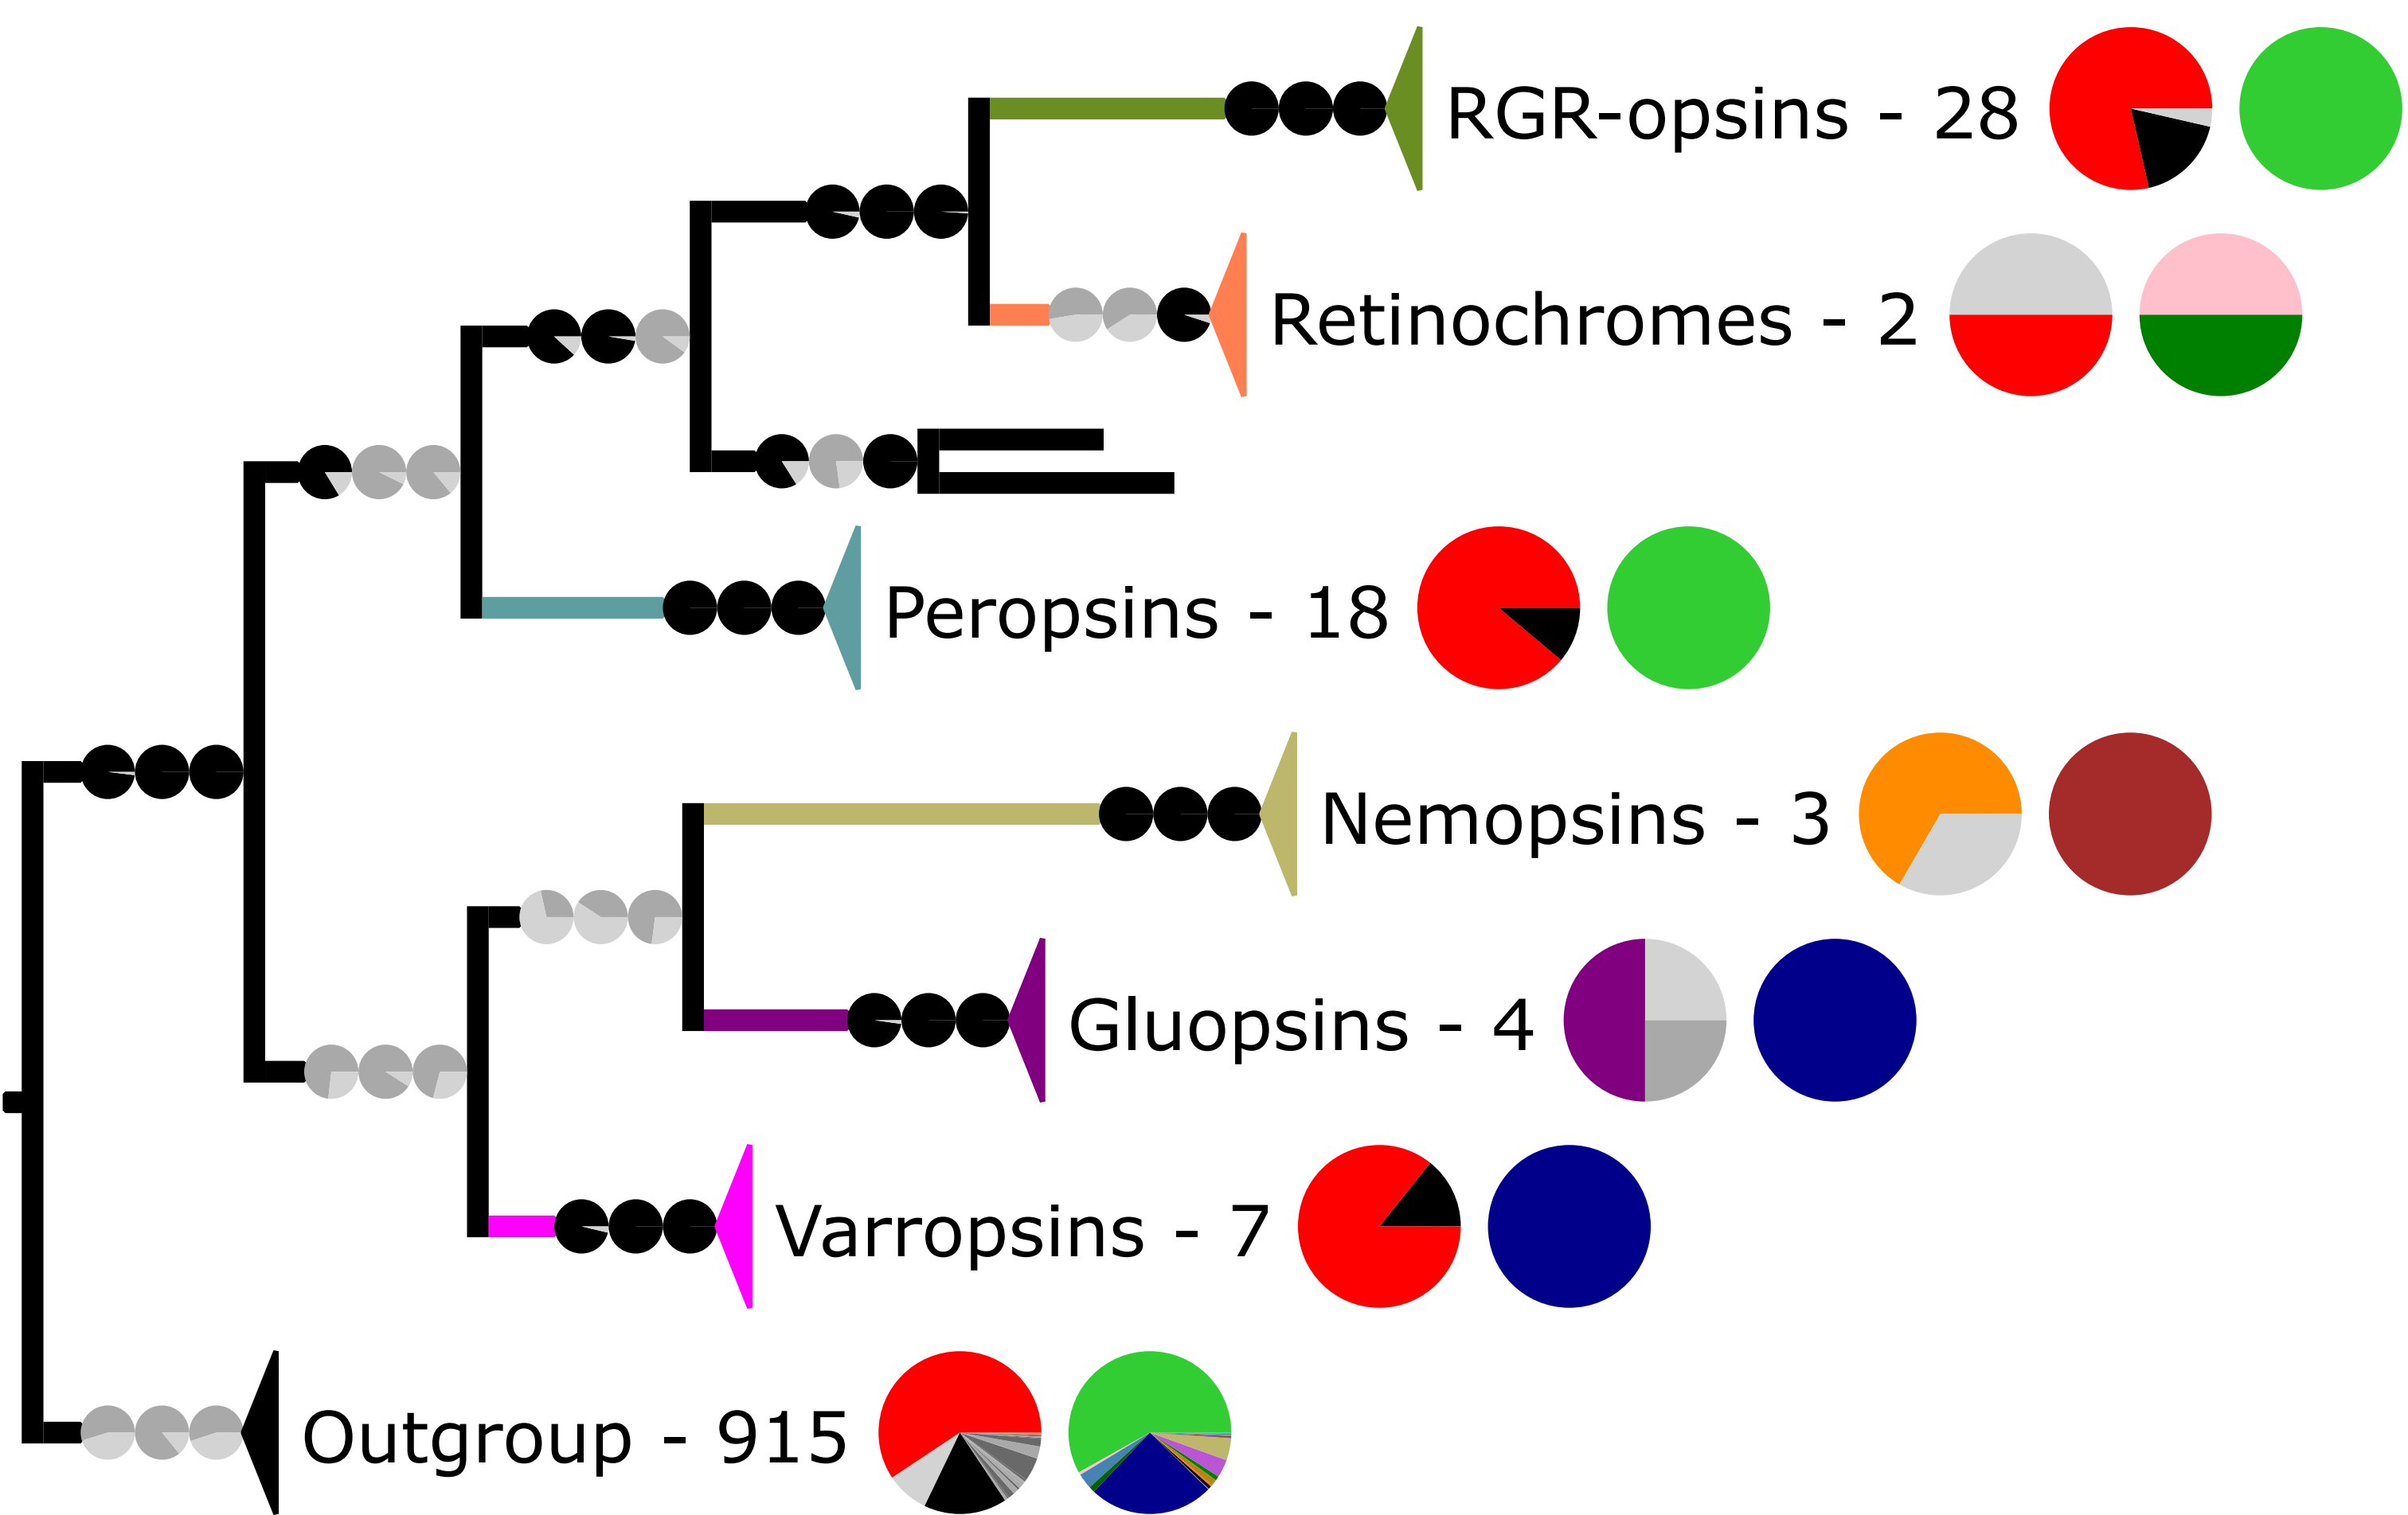 RGR-opsins - 28
Retinochromes - 2
Peropsins - 18
Nemopsins - 3
Gluopsins - 4
Varropsins - 7
Outgroup - 915